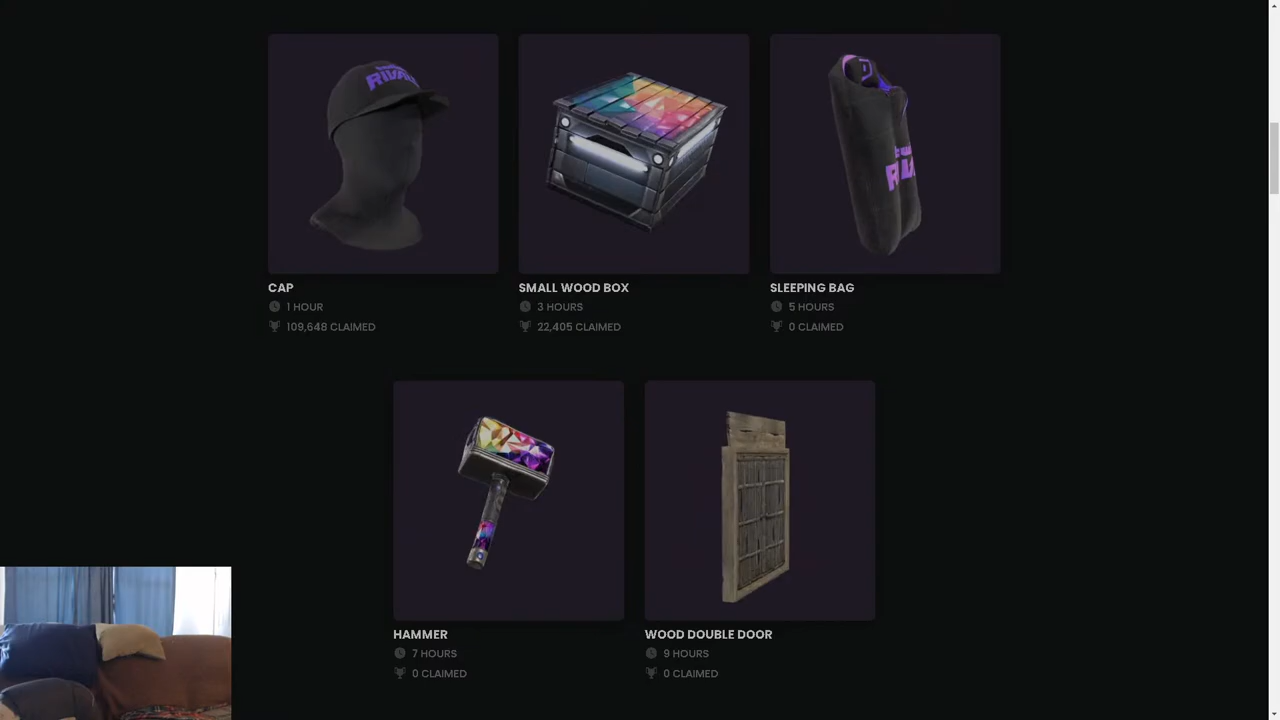 CAP
1 HOUR
109,648 CLAIMED
SMALL WOOD BOX
3 HOURS
22,405 CLAIMED
SLEEPING BAG
5 HOURS
0 CLAIMED
HAMMER
7 HOURS
0 CLAIMED
WOOD DOUBLE DOOR
9 HOURS
0 CLAIMED